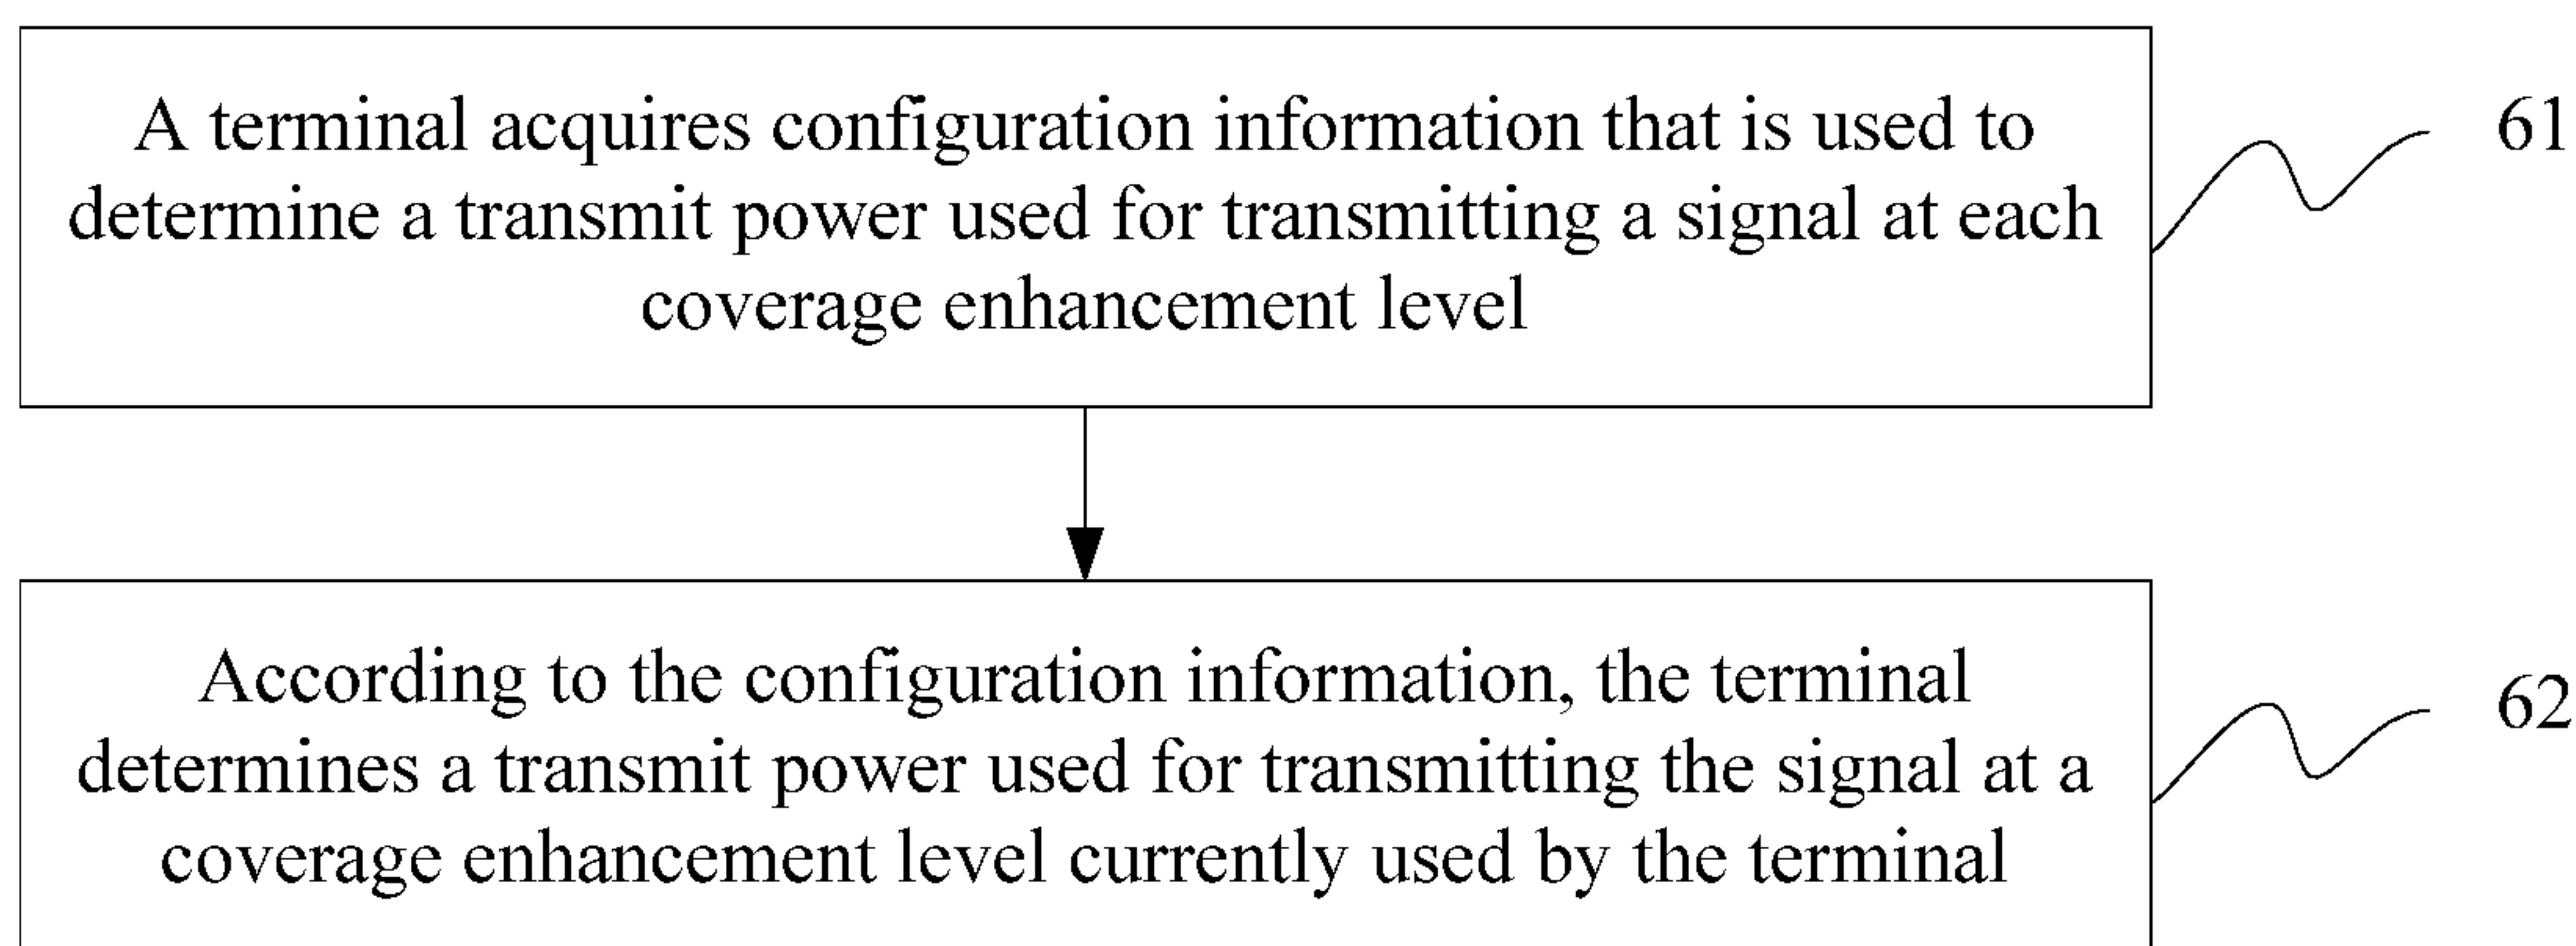 A terminal acquires configuration information that is used to
determine a transmit power used for transmitting a signal at each
coverage enhancement level
61
According to the configuration information, the terminal
determines a transmit power used for transmitting the signal at a
coverage enhancement level currently used by the terminal
62